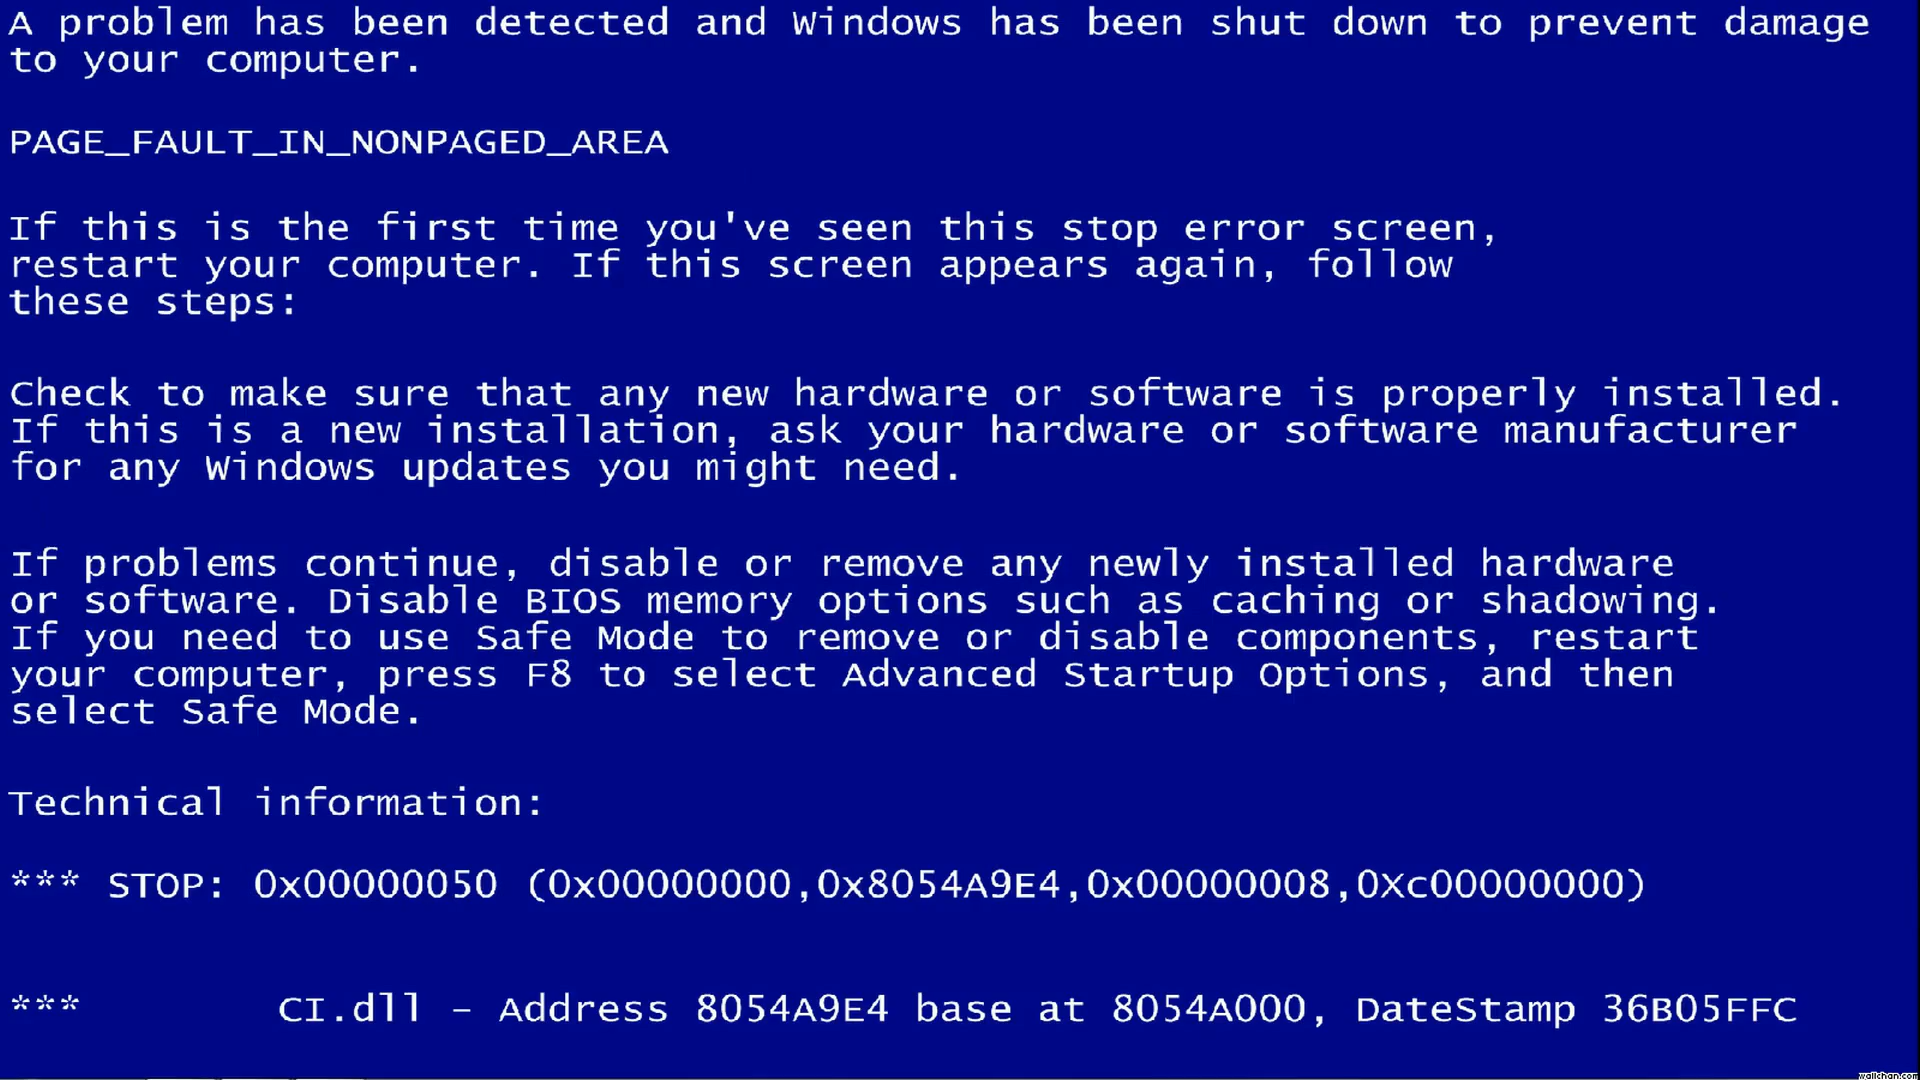 A problem has been detected and Windows has been shut down to prevent damage
to your computer.
PAGE_FAULT_IN_NONPAGED_AREA
If this is the first time you've seen this stop error screen,
restart your computer. If this screen appears again, follow
these steps:
Check to make sure that any new hardware or software is properly installed.
If this is a new installation, ask your hardware or software manufacturer
for any Windows updates you might need.
If problems continue, disable or remove any newly installed hardware
or software. Disable BIOS memory options such as caching or shadowing.
If you need to use Safe Mode to remove or disable components, restart
your computer, press F8 to select Advanced Startup Options, and then
select Safe Mode.
Technical information:
*** STOP: 0x00000050 (0x00000000,0x8054A9E4,0x00000008,0Xc00000000)
*** CI.dll – Address 8054A9E4 base at 8054A000, DateStamp 36B05FFC
wallchan.com